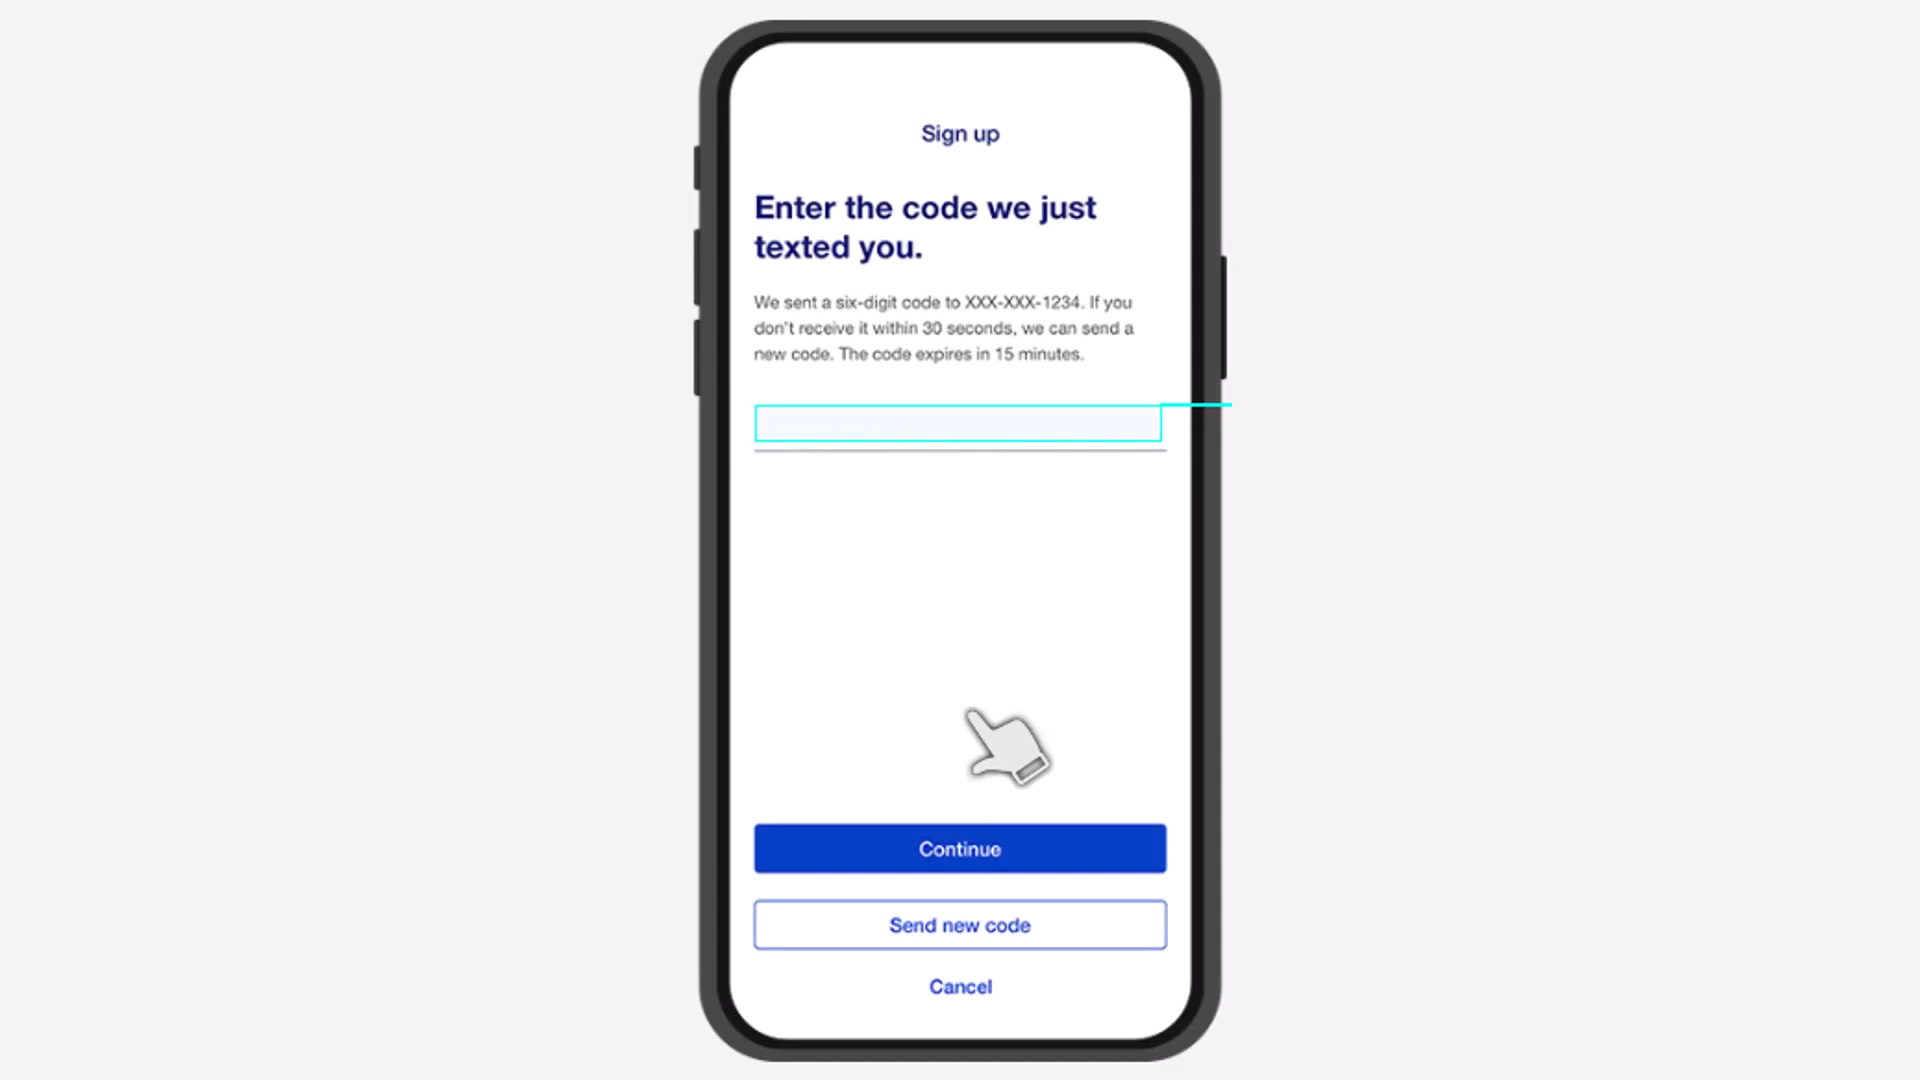 Sign up
Enter the code we just
texted you.
We sent a six-digit code to XXX-XXX-1234. If you
don't receive it within 30 seconds, we can send a
new code. The code expires in 15 minutes.
Continue
Send new code
Cancel